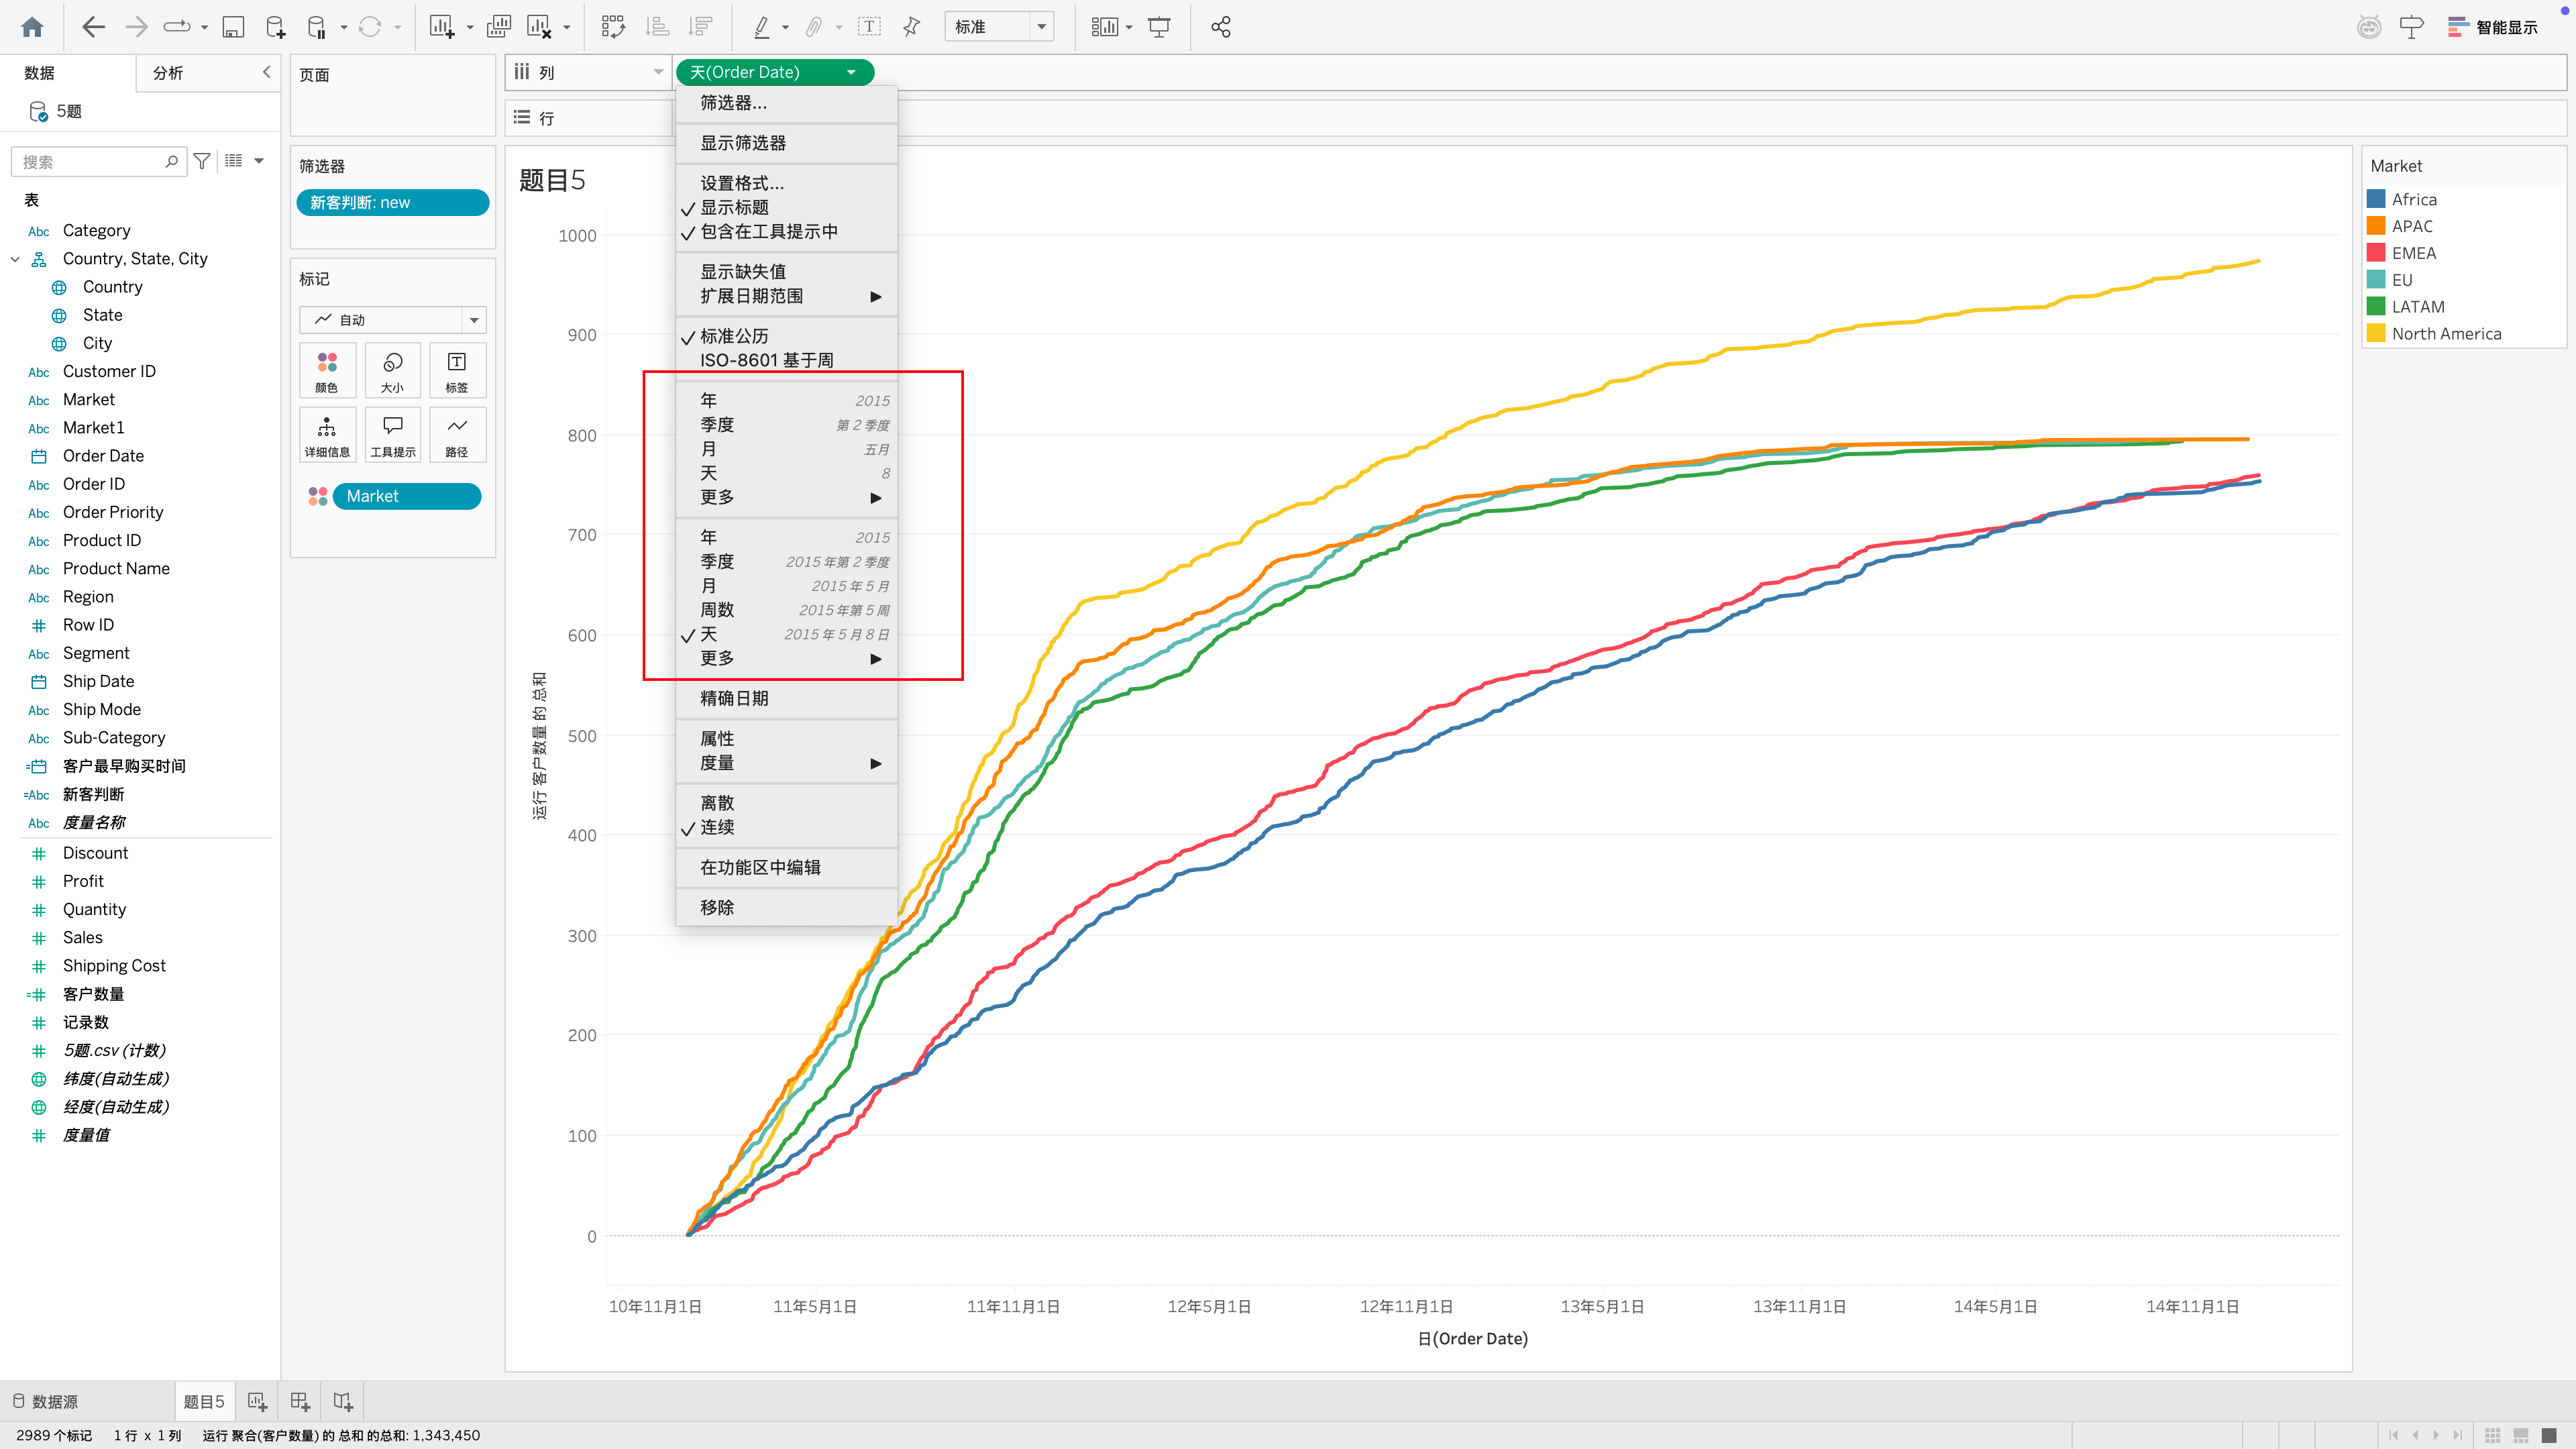 标准
智能显示
数据
分析
5题
搜索
表
Abc Category
Country, State, City
Country
State
City
Abc Customer ID
Abc Market
Abc Market1
Order Date
Abc Order ID
Abc Order Priority
Abc Product ID
Abc Product Name
Abc Region
Row ID
Abc Segment
Ship Date
Abc Ship Mode
Abc Sub-Category
客户最早购买时间
=Abc 新客判断
Abc 度量名称
Discount
Profit
Quantity
Sales
Shipping Cost
客户数量
记录数
5题.csv (计数)
纬度(自动生成)
经度(自动生成)
度量值
页面
筛选器
新客判断: new
标记
自动
颜色
大小
标签
详细信息
工具提示
路径
Market
列
天(Order Date)
行
题目5
筛选器...
显示筛选器
设置格式...
显示标题
包含在工具提示中
显示缺失值
扩展日期范围
标准公历
ISO-8601 基于周
年 2015
季度 第 2 季度
月 五月
天 8
更多
年 2015
季度 2015 年第 2 季度
月 2015 年 5 月
周数 2015 年第 5 周
天 2015 年 5 月 8 日
更多
精确日期
属性
度量
离散
连续
在功能区中编辑
移除
运行 客户数量 的 总和
1000
900
800
700
600
500
400
300
200
100
0
10年11月1日
11年5月1日
11年11月1日
12年5月1日
12年11月1日
13年5月1日
13年11月1日
14年5月1日
14年11月1日
日(Order Date)
Market
Africa
APAC
EMEA
EU
LATAM
North America
数据源
题目5
2989 个标记
1 行 x 1 列
运行 聚合(客户数量) 的 总和 的总和: 1,343,450